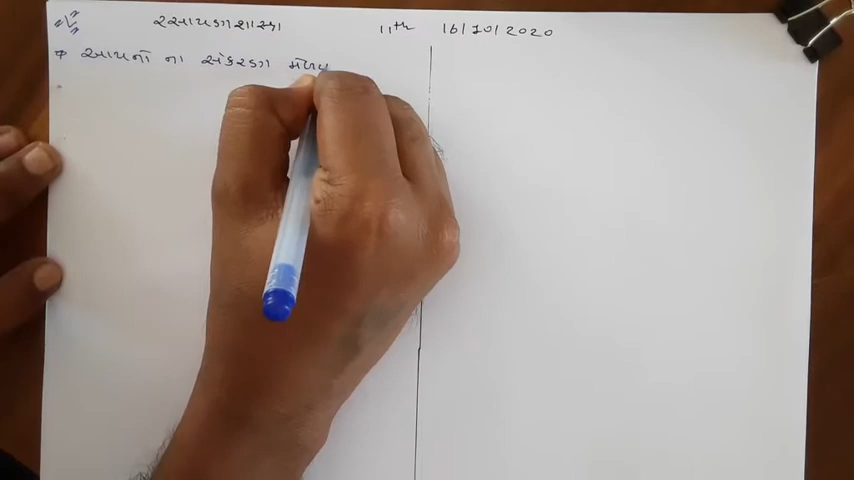 રસાયણશાસ્ત્ર 11th 16/10/2020
* આયનો ના સંકરણ